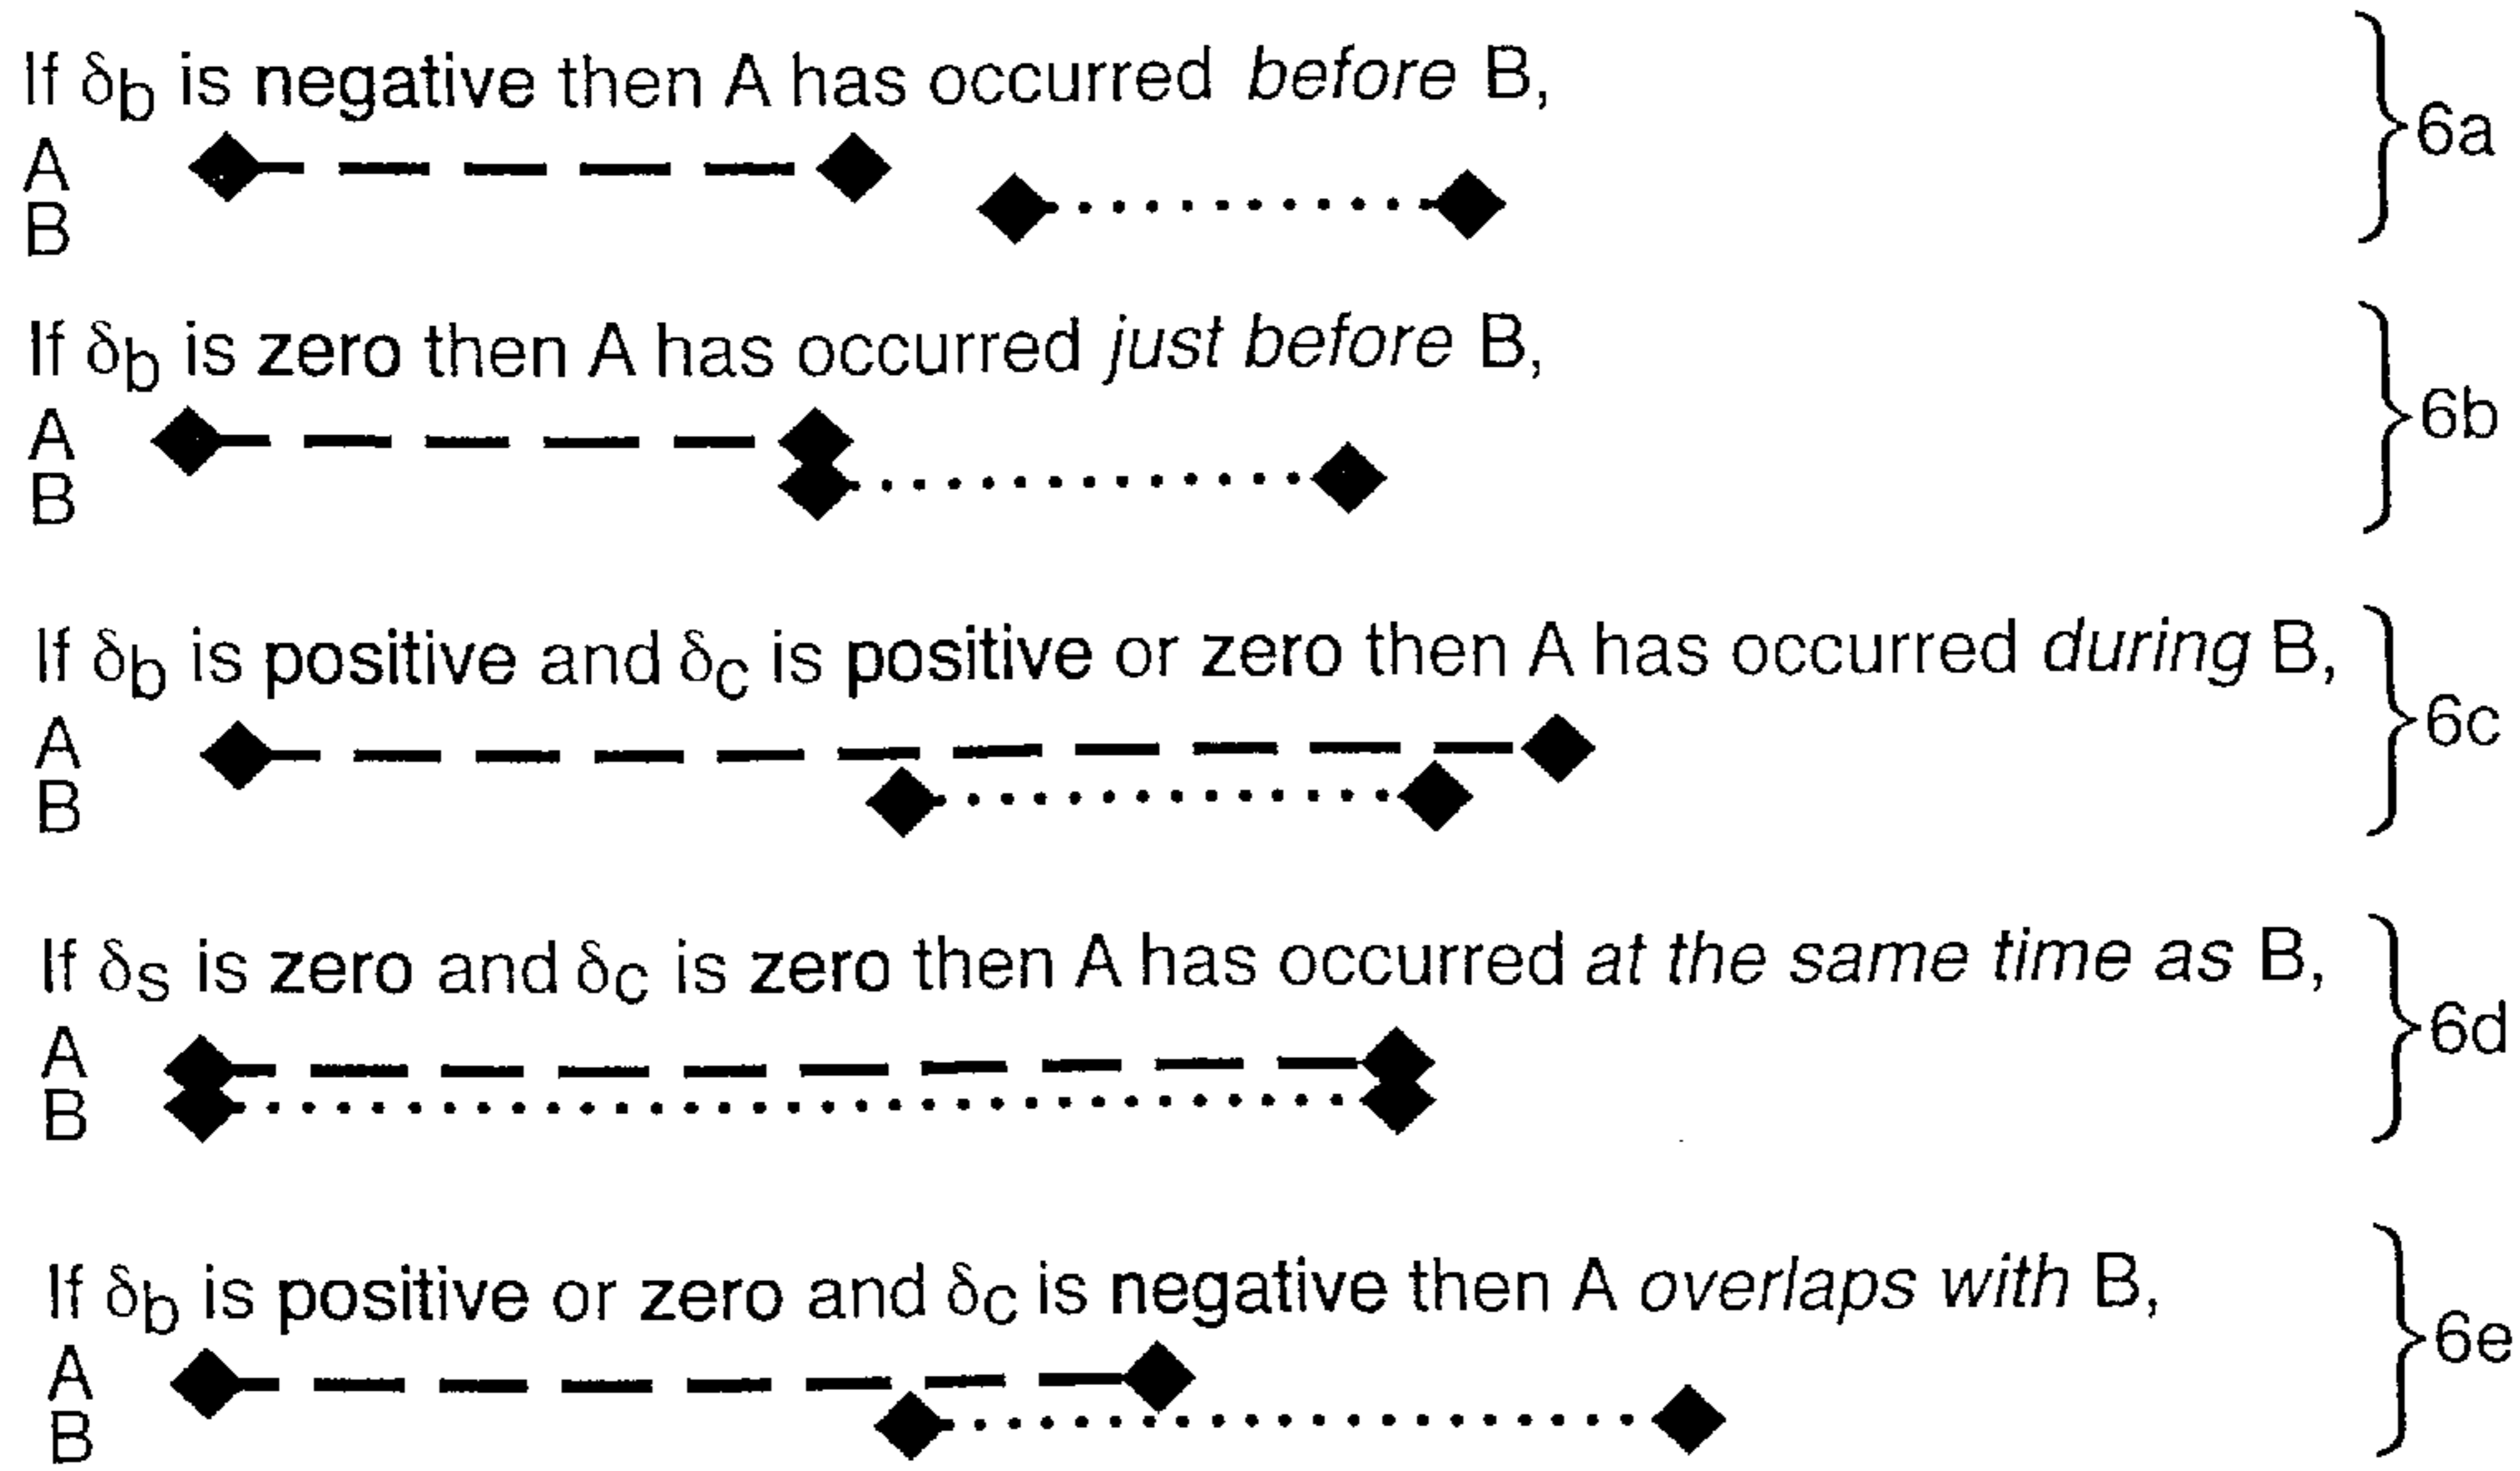 If δb is negative then A has occurred before B,
A
B
6a
If δb is zero then A has occurred just before B,
A
B
6b
If δb is positive and δc is positive or zero then A has occurred during B,
A
B
6c
If δs is zero and δc is zero then A has occurred at the same time as B,
A
B
6d
If δb is positive or zero and δc is negative then A overlaps with B,
A
B
6e